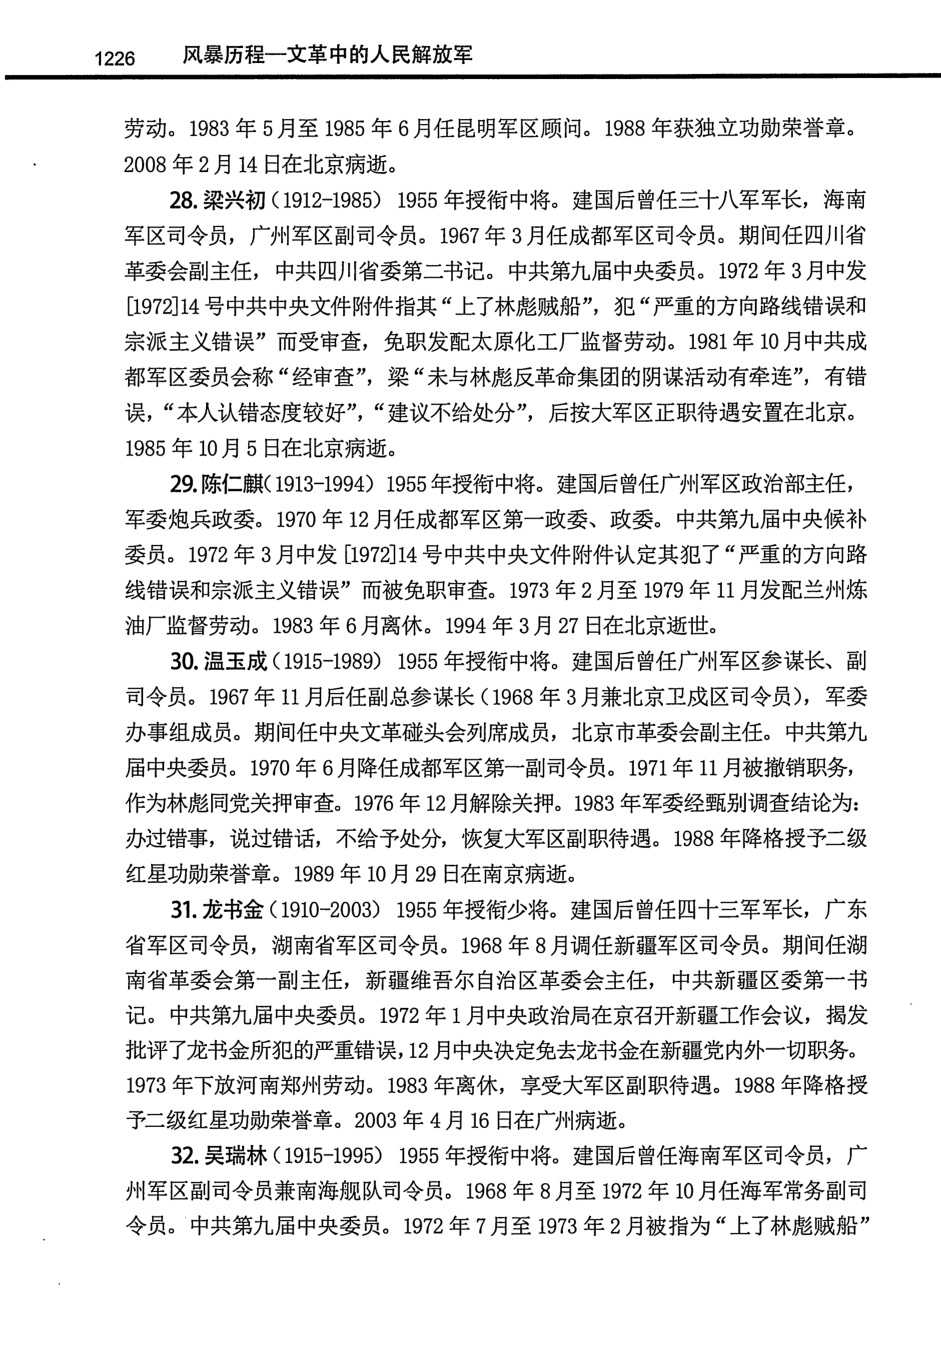 1226 风暴历程—文革中的人民解放军
劳动。1983 年 5 月至 1985 年 6 月任昆明军区顾问。1988 年获独立功勋荣誉章。
2008 年 2 月 14 日在北京病逝。
28. 梁兴初（1912-1985） 1955 年授衔中将。建国后曾任三十八军军长，海南
军区司令员，广州军区副司令员。1967 年 3 月任成都军区司令员。期间任四川省
革委会副主任，中共四川省委第二书记。中共第九届中央委员。1972 年 3 月中发
[1972]14 号中共中央文件附件指其“上了林彪贼船”，犯“严重的方向路线错误和
宗派主义错误”而受审查，免职发配太原化工厂监督劳动。1981 年 10 月中共成
都军区委员会称“经审查”，梁“未与林彪反革命集团的阴谋活动有牵连”，有错
误，“本人认错态度较好”，“建议不给处分”，后按大军区正职待遇安置在北京。
1985 年 10 月 5 日在北京病逝。
29. 陈仁麒（1913-1994） 1955 年授衔中将。建国后曾任广州军区政治部主任，
军委炮兵政委。1970 年 12 月任成都军区第一政委、政委。中共第九届中央候补
委员。1972 年 3 月中发 [1972]14 号中共中央文件附件认定其犯了“严重的方向路
线错误和宗派主义错误”而被免职审查。1973 年 2 月至 1979 年 11 月发配兰州炼
油厂监督劳动。1983 年 6 月离休。1994 年 3 月 27 日在北京逝世。
30. 温玉成（1915-1989） 1955 年授衔中将。建国后曾任广州军区参谋长、副
司令员。1967 年 11 月后任副总参谋长（1968 年 3 月兼北京卫戍区司令员），军委
办事组成员。期间任中央文革碰头会列席成员，北京市革委会副主任。中共第九
届中央委员。1970 年 6 月降任成都军区第一副司令员。1971 年 11 月被撤销职务，
作为林彪同党关押审查。1976 年 12 月解除关押。1983 年军委经甄别调查结论为：
办过错事，说过错话，不给予处分，恢复大军区副职待遇。1988 年降格授予二级
红星功勋荣誉章。1989 年 10 月 29 日在南京病逝。
31. 龙书金（1910-2003） 1955 年授衔少将。建国后曾任四十三军军长，广东
省军区司令员，湖南省军区司令员。1968 年 8 月调任新疆军区司令员。期间任湖
南省革委会第一副主任，新疆维吾尔自治区革委会主任，中共新疆区委第一书
记。中共第九届中央委员。1972 年 1 月中央政治局在京召开新疆工作会议，揭发
批评了龙书金所犯的严重错误，12 月中央决定免去龙书金在新疆党内外一切职务。
1973 年下放河南郑州劳动。1983 年离休，享受大军区副职待遇。1988 年降格授
予二级红星功勋荣誉章。2003 年 4 月 16 日在广州病逝。
32. 吴瑞林（1915-1995） 1955 年授衔中将。建国后曾任海南军区司令员，广
州军区副司令员兼南海舰队司令员。1968 年 8 月至 1972 年 10 月任海军常务副司
令员。中共第九届中央委员。1972 年 7 月至 1973 年 2 月被指为“上了林彪贼船”